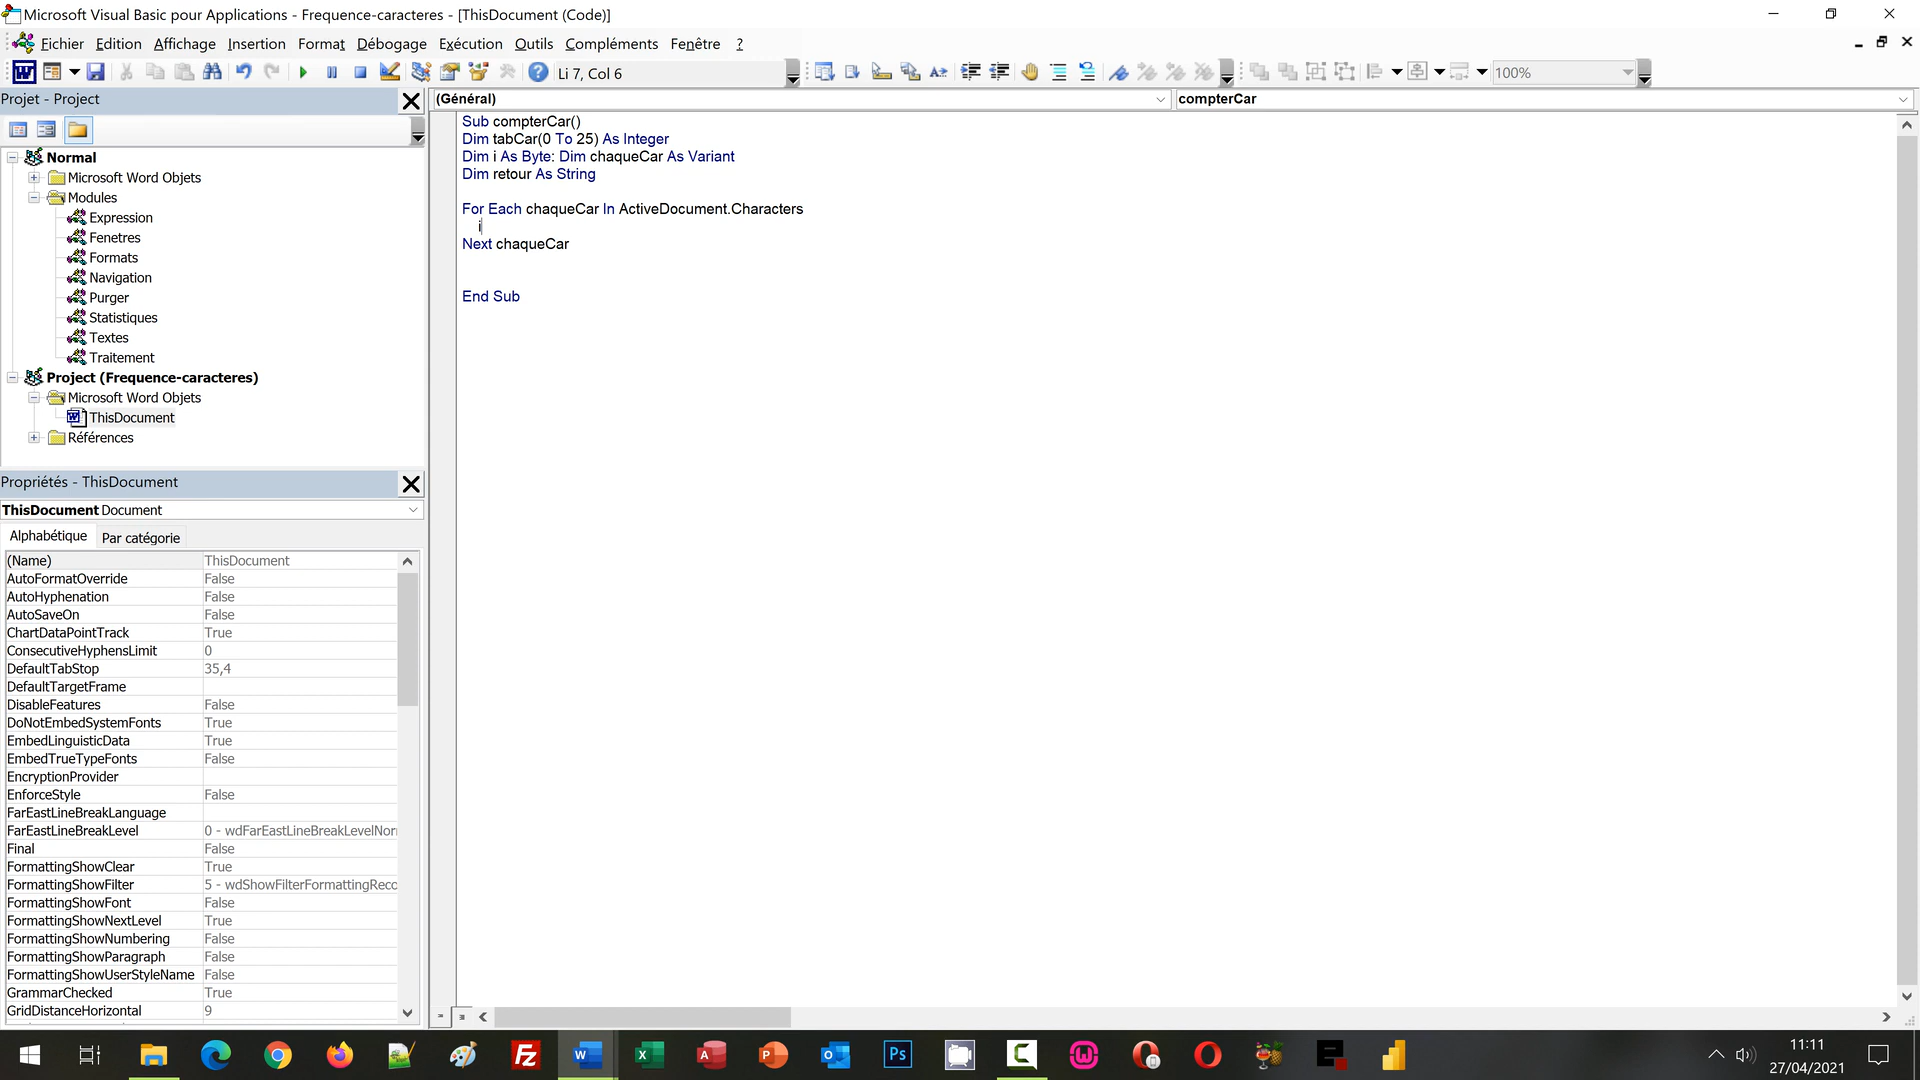 Microsoft Visual Basic pour Applications - Frequence-caracteres - [ThisDocument (Code)]
Fichier Edition Affichage Insertion Format Débogage Exécution Outils Compléments Fenêtre ?
Li 7, Col 6
100%
Projet - Project
Normal
Microsoft Word Objets
Modules
Expression
Fenetres
Formats
Navigation
Purger
Statistiques
Textes
Traitement
Project (Frequence-caracteres)
Microsoft Word Objets
ThisDocument
Références
Propriétés - ThisDocument
ThisDocument Document
Alphabétique Par catégorie
(Name) ThisDocument
AutoFormatOverride False
AutoHyphenation False
AutoSaveOn False
ChartDataPointTrack True
ConsecutiveHyphensLimit 0
DefaultTabStop 35,4
DefaultTargetFrame
DisableFeatures False
DoNotEmbedSystemFonts True
EmbedLinguisticData True
EmbedTrueTypeFonts False
EncryptionProvider
EnforceStyle False
FarEastLineBreakLanguage
FarEastLineBreakLevel 0 - wdFarEastLineBreakLevelNor
Final False
FormattingShowClear True
FormattingShowFilter 5 - wdShowFilterFormattingReco
FormattingShowFont False
FormattingShowNextLevel True
FormattingShowNumbering False
FormattingShowParagraph False
FormattingShowUserStyleName False
GrammarChecked True
GridDistanceHorizontal 9
(Général) compterCar
Sub compterCar()
Dim tabCar(0 To 25) As Integer
Dim i As Byte: Dim chaqueCar As Variant
Dim retour As String
For Each chaqueCar In ActiveDocument.Characters
i
Next chaqueCar
End Sub
11:11
27/04/2021